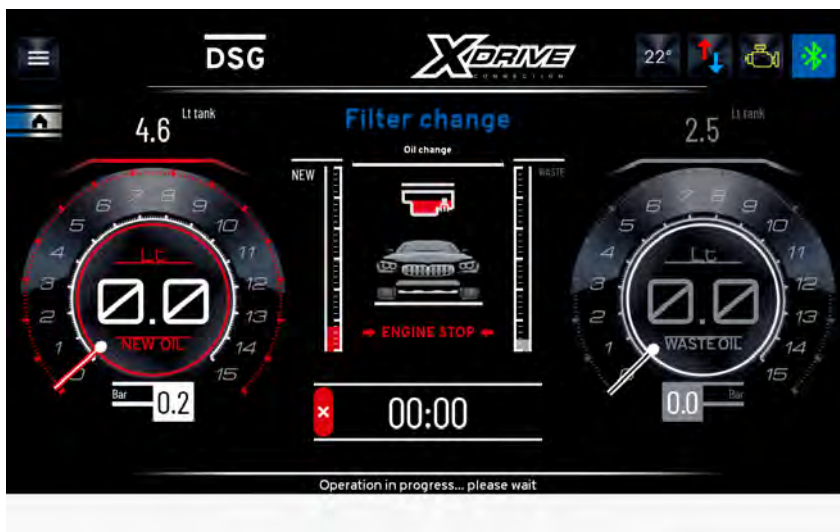 DSG
XDRIVE
CONNECTION
22°
4.6 Lt tank
Filter change
2.5 Lt tank
Oil change
NEW
WASTE
0 1 2 3 4 5 6 7 8 9 10 11 12 13 14 15
Lt
0.0
NEW OIL
Bar 0.2
ENGINE STOP
00:00
0 1 2 3 4 5 6 7 8 9 10 11 12 13 14 15
Lt
0.0
WASTE OIL
0.0 Bar
Operation in progress... please wait